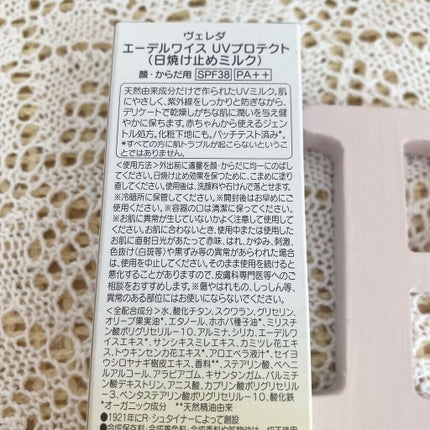 ヴェレダ
エーデルワイス UVプロテクト
(日焼け止めミルク)
顔・からだ用 SPF38 PA++
天然由来成分だけで作られたUVミルク。肌
にやさしく、紫外線をしっかりと防ぎながら、
デリケートで乾燥しがちな肌に潤いを与え健
やかに保ちます。赤ちゃんから使えるジェント
ル処方。化粧下地にも。パッチテスト済み*。
*すべての方に肌トラブルが起こらないということ
ではありません。
<使用方法>外出前に適量を顔・からだに均一にのばし
てください。日焼け止め効果を保つために、こまめに塗り
直してください。使用後は、洗顔料や石けんで落とせます。
※冷暗所に保管してください。※開封後はお早めにご
使用ください。※容器の口は清潔に保ってください。
※お肌に異常が生じていないかよく注意して使用して
ください。お肌に合わないときや、使用中または使用した
お肌に直射日光があたって赤味、はれ、かゆみ、刺激、
色抜け(白斑等)や黒ずみ等の異常があらわれた場合
は、使用を中止してください。そのまま使用を続けると
悪化することがありますので、皮膚科専門医等へのご
相談をおすすめします。※傷やはれもの、しっしん等、
異常のある部位にはお使いにならないでください。
<全配合成分>水、酸化チタン、スクワラン、グリセリン、
オリーブ果実油*、エタノール、ホホバ種子油*、ミリスチ
ン酸ポリグリセリル-10、アルミナ、シリカ、エーデルワ
イスエキス*、サンシキスミレエキス、カミツレ花エキ
ス、トウキンセンカ花エキス*、アロエベラ液汁*、セイヨ
ウシロヤナギ樹皮エキス、香料**、ステアリン酸、ベヘニ
ルアルコール、アラビアゴム、キサンタンガム、パルミチン
酸デキストリン、アニス酸、カプリン酸ポリグリセリル
-3、ペンタステアリン酸ポリグリセリル-10、酸化鉄
*オーガニック成分 **天然精油由来
●1921年にR・シュタイナーによって創設